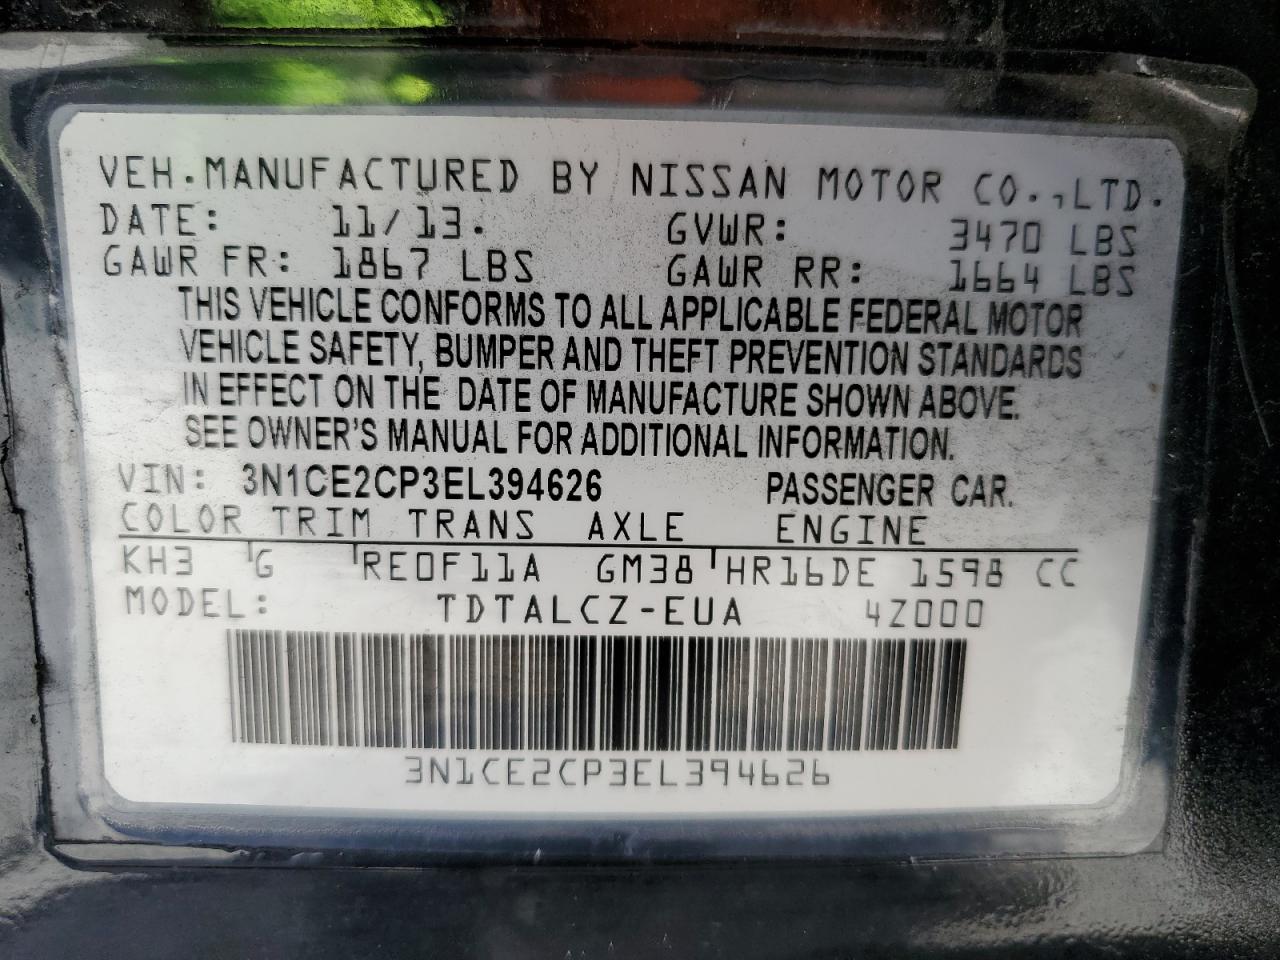 VEH. MANUFACTURED BY NISSAN MOTOR CO., LTD.
DATE: 11/13. GVWR: 3470 LBS
GAWR FR: 1867 LBS GAWR RR: 1664 LBS
THIS VEHICLE CONFORMS TO ALL APPLICABLE FEDERAL MOTOR
VEHICLE SAFETY, BUMPER AND THEFT PREVENTION STANDARDS
IN EFFECT ON THE DATE OF MANUFACTURE SHOWN ABOVE.
SEE OWNER'S MANUAL FOR ADDITIONAL INFORMATION.
VIN: 3N1CE2CP3EL394626 PASSENGER CAR.
COLOR TRIM TRANS AXLE ENGINE
KH3 G RE0F11A GM38 HR16DE 1598 CC
MODEL: TDTALCZ-EUA 4Z000
3N1CE2CP3EL394626